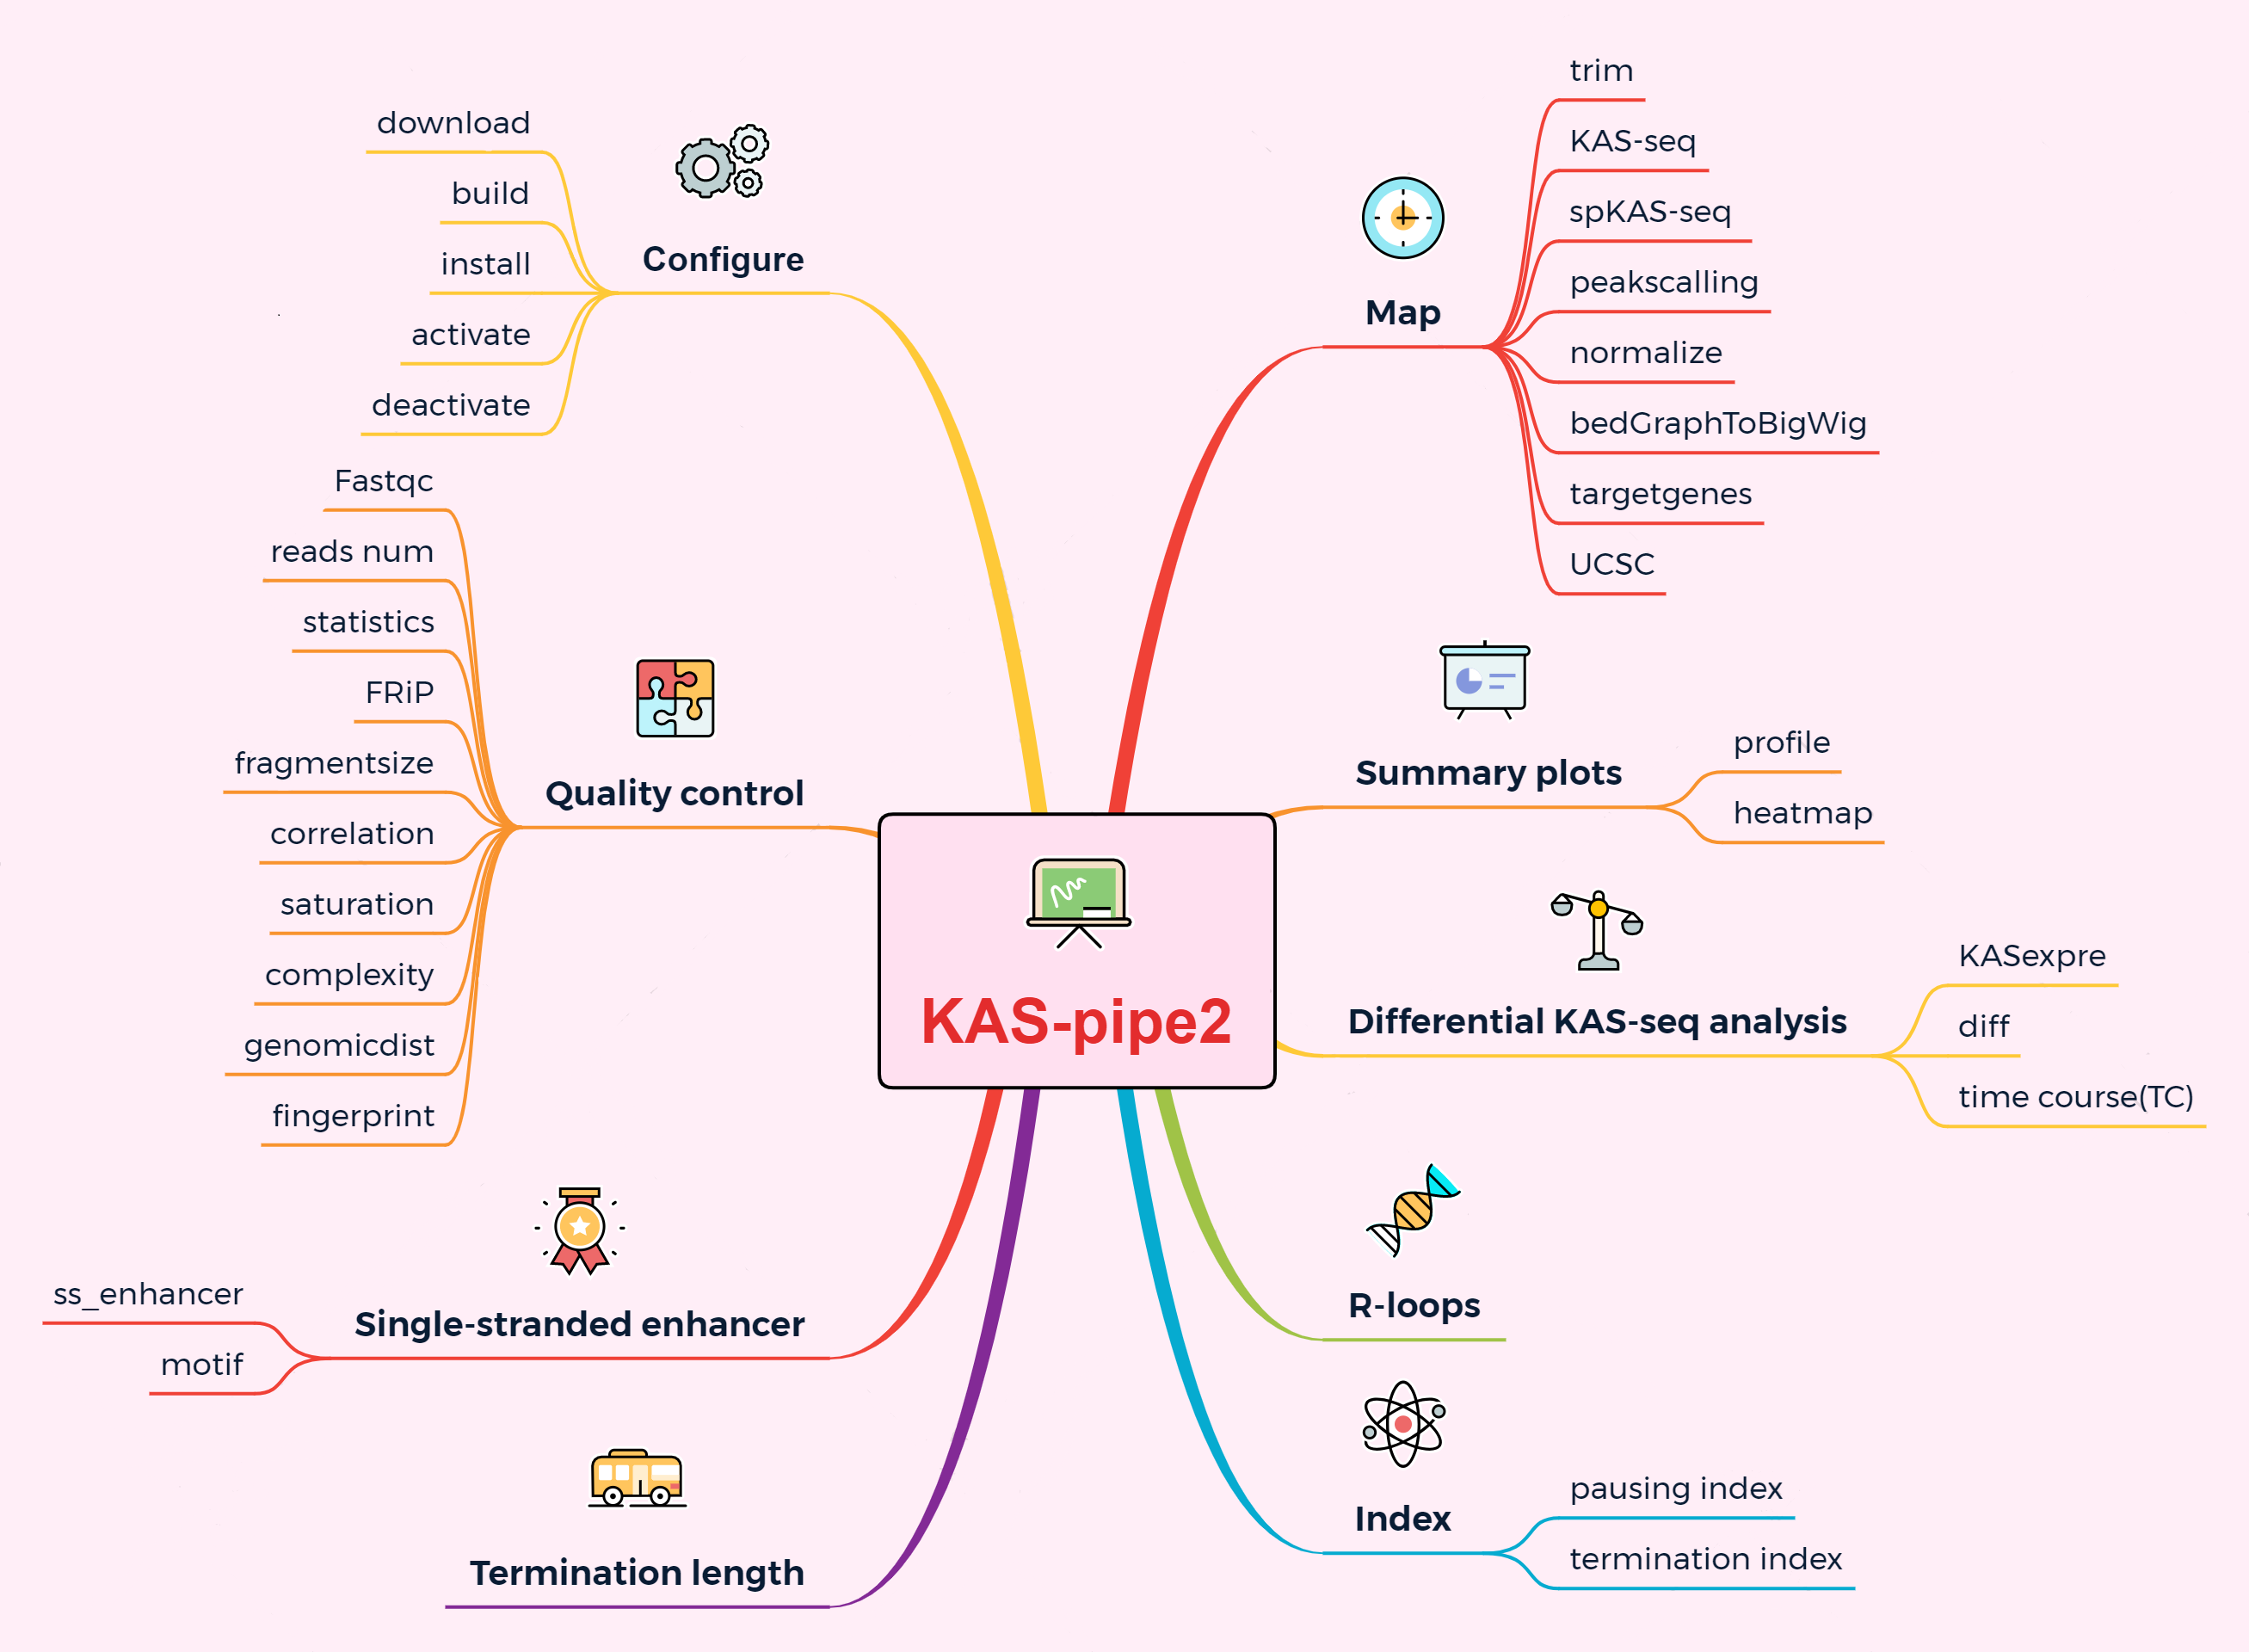 KAS-pipe2
Configure
download
build
install
activate
deactivate
Quality control
Fastqc
reads num
statistics
FRiP
fragmentsize
correlation
saturation
complexity
genomicdist
fingerprint
Single-stranded enhancer
ss_enhancer
motif
Termination length
Map
trim
KAS-seq
spKAS-seq
peakscalling
normalize
bedGraphToBigWig
targetgenes
UCSC
Summary plots
profile
heatmap
Differential KAS-seq analysis
KASexpre
diff
time course(TC)
R-loops
Index
pausing index
termination index